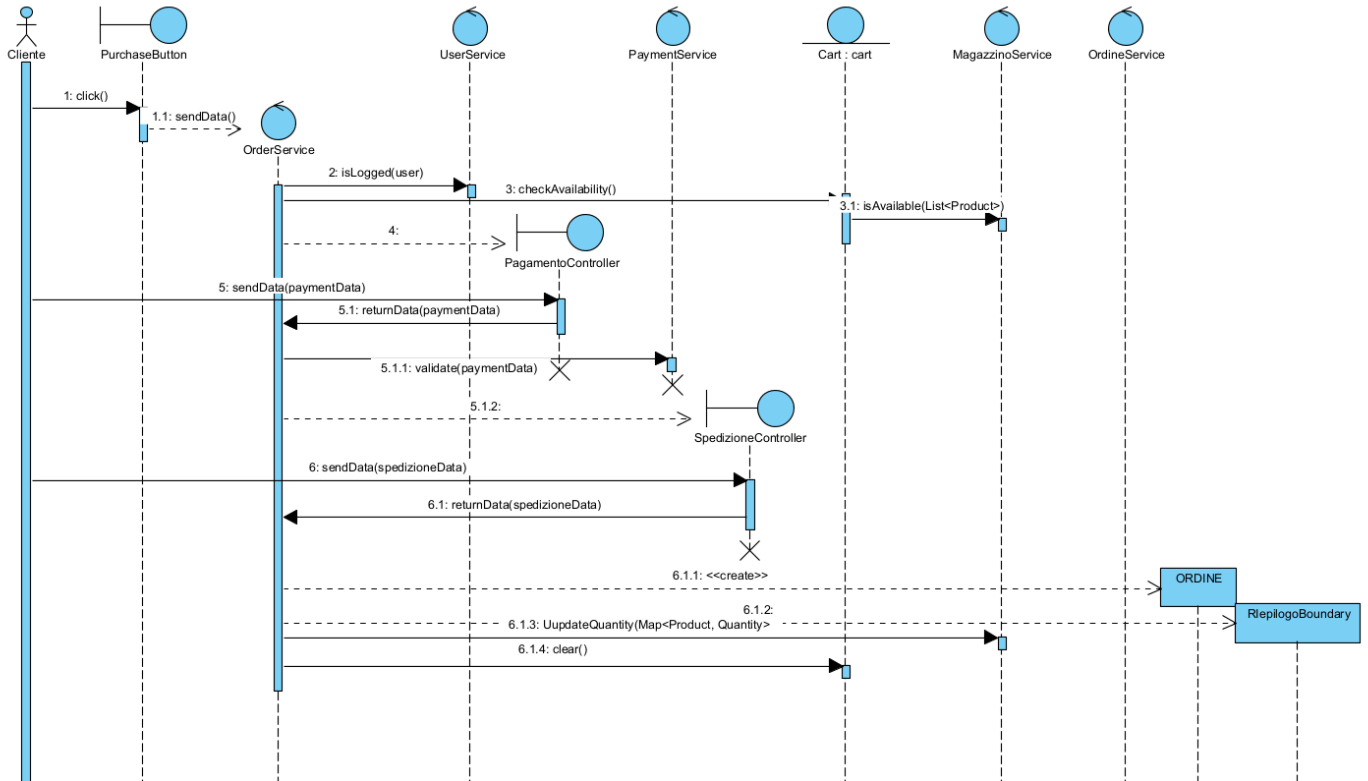 Cliente
PurchaseButton
UserService
PaymentService
Cart : cart
MagazzinoService
OrdineService
1: click()
1.1: sendData()
OrderService
2: isLogged(user)
3: checkAvailability()
3.1: isAvailable(List<Product>)
4:
PagamentoController
5: sendData(paymentData)
5.1: returnData(paymentData)
5.1.1: validate(paymentData)
5.1.2:
SpedizioneController
6: sendData(spedizioneData)
6.1: returnData(spedizioneData)
6.1.1: <<create>>
ORDINE
6.1.2:
RIepilogoBoundary
6.1.3: UupdateQuantity(Map<Product, Quantity>
6.1.4: clear()